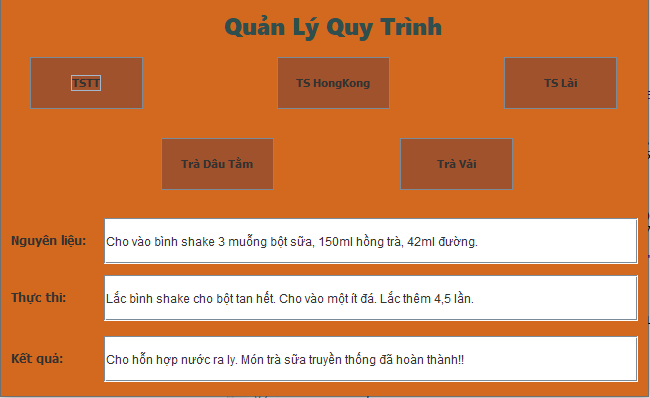 Quản Lý Quy Trình
TSTT
TS HongKong
TS Lài
Trà Dâu Tằm
Trà Vải
Nguyên liệu:
Cho vào bình shake 3 muỗng bột sữa, 150ml hồng trà, 42ml đường.
Thực thi:
Lắc bình shake cho bột tan hết. Cho vào một ít đá. Lắc thêm 4,5 lần.
Kết quả:
Cho hỗn hợp nước ra ly. Món trà sữa truyền thống đã hoàn thành!!